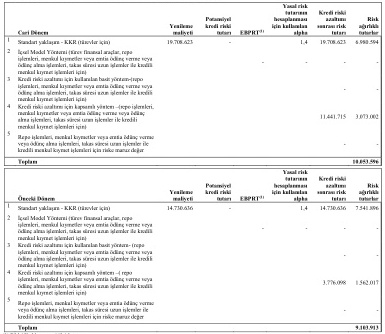 Cari Dönem
Yenileme maliyeti
Potansiyel kredi riski tutarı
EBPRT(1)
Yasal risk tutarının hesaplanması için kullanılan alpha
Kredi riski azaltımı sonrası risk tutarı
Risk ağırlıklı tutarlar
1 Standart yaklaşım - KKR (türevler için) 19.708.623 - 1,4 19.708.623 6.980.594
2 İçsel Model Yöntemi (türev finansal araçlar, repo
işlemleri, menkul kıymetler veya emtia ödünç verme veya
ödünç alma işlemleri, takas süresi uzun işlemler ile kredili
menkul kıymet işlemleri için) - - - -
3 Kredi riski azaltımı için kullanılan basit yöntem-(repo
işlemleri, menkul kıymetler veya emtia ödünç verme veya
ödünç alma işlemleri, takas süresi uzun işlemler ile kredili
menkul kıymet işlemleri için) - -
4 Kredi riski azaltımı için kapsamlı yöntem –(repo işlemleri,
menkul kıymetler veya emtia ödünç verme veya ödünç
alma işlemleri, takas süresi uzun işlemler ile kredili
menkul kıymet işlemleri için) 11.441.715 3.073.002
5 Repo işlemleri, menkul kıymetler veya emtia ödünç verme
veya ödünç alma işlemleri, takas süresi uzun işlemler ile
kredili menkul kıymet işlemleri için riske maruz değer - -
Toplam 10.053.596
Önceki Dönem
Yenileme maliyeti
Potansiyel kredi riski tutarı
EBPRT(1)
Yasal risk tutarının hesaplanması için kullanılan alpha
Kredi riski azaltımı sonrası risk tutarı
Risk ağırlıklı tutarlar
1 Standart yaklaşım - KKR (türevler için) 14.730.636 - 1,4 14.730.636 7.541.896
2 İçsel Model Yöntemi (türev finansal araçlar, repo
işlemleri, menkul kıymetler veya emtia ödünç verme veya
ödünç alma işlemleri, takas süresi uzun işlemler ile kredili
menkul kıymet işlemleri için) - - - -
3 Kredi riski azaltımı için kullanılan basit yöntem- (repo
işlemleri, menkul kıymetler veya emtia ödünç verme veya
ödünç alma işlemleri, takas süresi uzun işlemler ile kredili
menkul kıymet işlemleri için) - -
4 Kredi riski azaltımı için kapsamlı yöntem –( repo
işlemleri, menkul kıymetler veya emtia ödünç verme veya
ödünç alma işlemleri, takas süresi uzun işlemler ile kredili
menkul kıymet işlemleri için) 3.776.098 1.562.017
5 Repo işlemleri, menkul kıymetler veya emtia ödünç verme
veya ödünç alma işlemleri, takas süresi uzun işlemler ile
kredili menkul kıymet işlemleri için riske maruz değer - -
Toplam 9.103.913